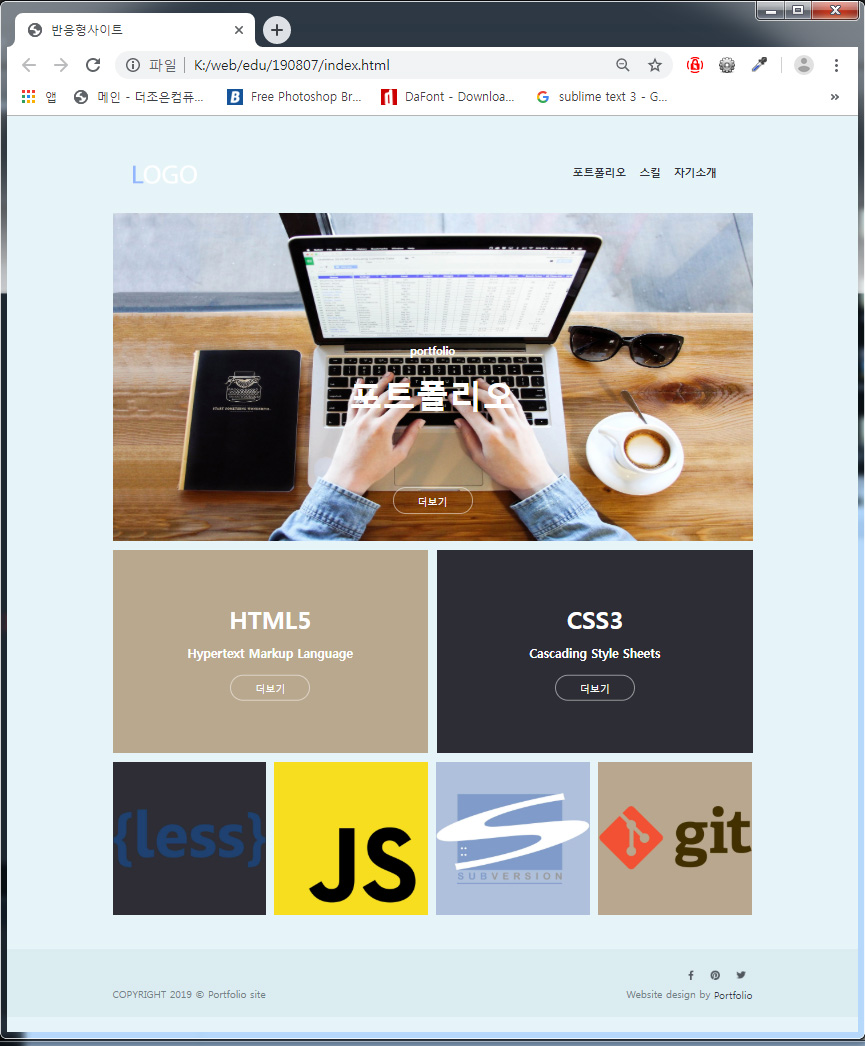 반응형사이트
파일 K:/web/edu/190807/index.html
앱 메인 - 더조은컴퓨... Free Photoshop Br... DaFont - Downloa... sublime text 3 - G... »
LOGO 포트폴리오 스킬 자기소개
portfolio
포트폴리오
START SOMETHING WONDERFUL.
더보기
HTML5 CSS3
Hypertext Markup Language Cascading Style Sheets
더보기 더보기
{less} JS SUBVERSION git
COPYRIGHT 2019 © Portfolio site Website design by Portfolio